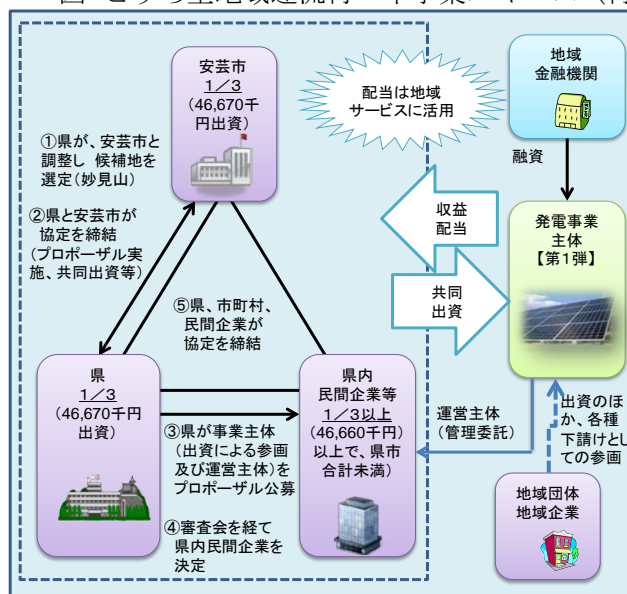 安芸市
1/3
(46,670千
円出資)
①県が、安芸市と
調整し 候補地を
選定(妙見山)
②県と安芸市が
協定を締結
(プロポーザル実
施、共同出資等)
⑤県、市町村、
民間企業が
協定を締結
県
1/3
(46,670千円
出資)
③県が事業主体
(出資による参画
及び運営主体)を
プロポーザル公募
④審査会を経て
県内民間企業を
決定
県内
民間企業等
1/3以上
(46,660千円)
以上で、県市
合計未満)
配当は地域
サービスに活用
収益
配当
共同
出資
運営主体
(管理委託)
地域
金融機関
融資
発電事業
主体
【第1弾】
出資のほ
か、各種
下請けとし
ての参画
地域団体
地域企業